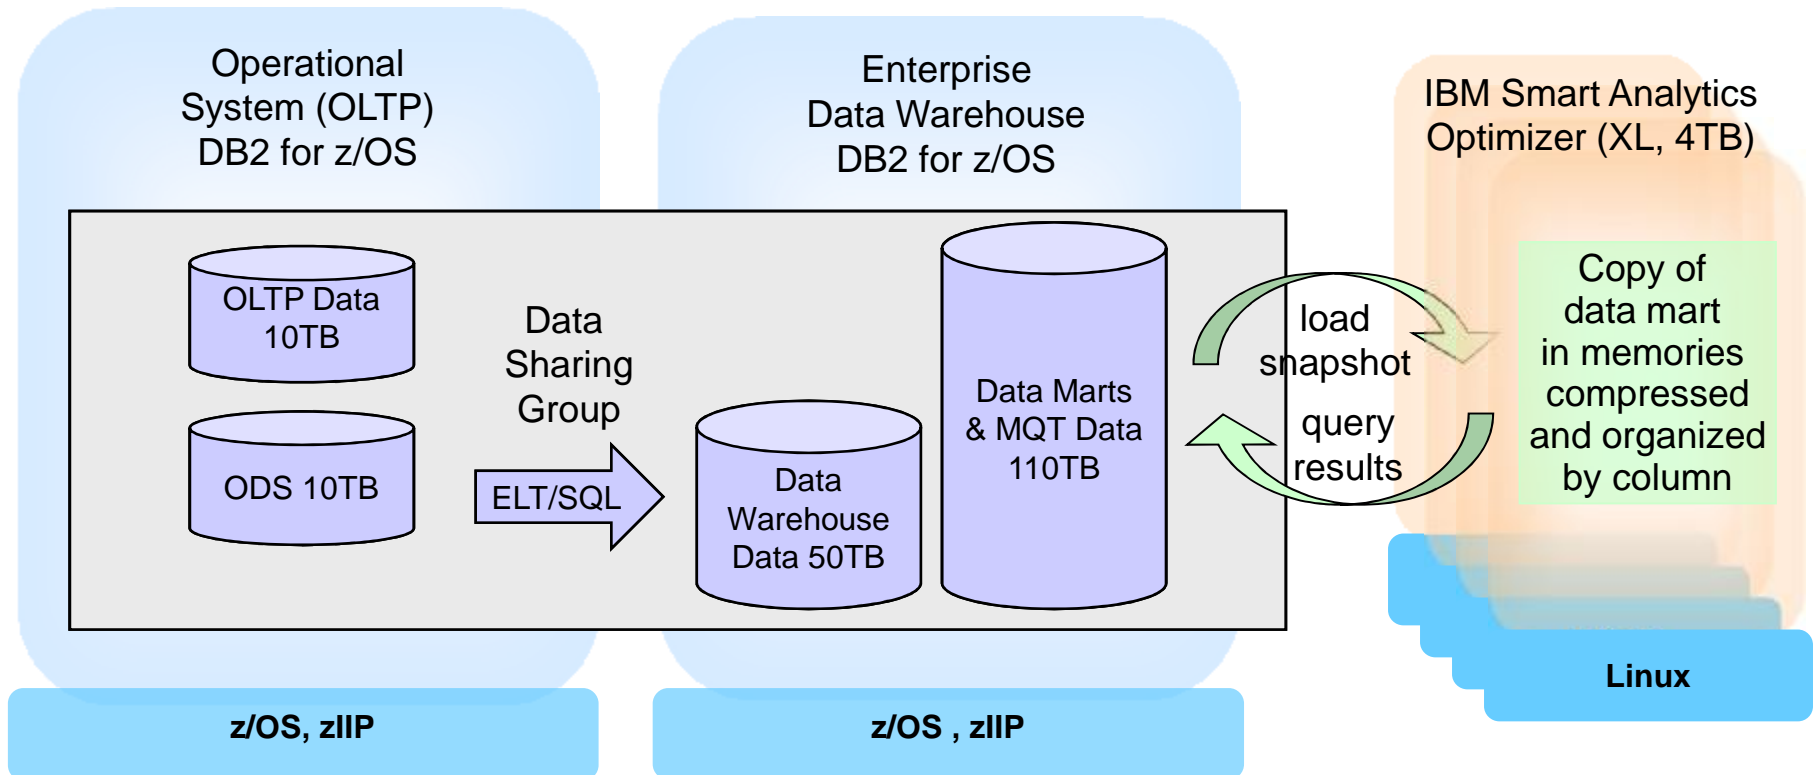 Operational
System (OLTP)
DB2 for z/OS
Enterprise
Data Warehouse
DB2 for z/OS
IBM Smart Analytics
Optimizer (XL, 4TB)
OLTP Data
10TB
ODS 10TB
Data
Sharing
Group
ELT/SQL
Data
Warehouse
Data 50TB
Data Marts
& MQT Data
110TB
load
snapshot
query
results
Copy of
data mart
in memories
compressed
and organized
by column
z/OS, zIIP
z/OS , zIIP
Linux